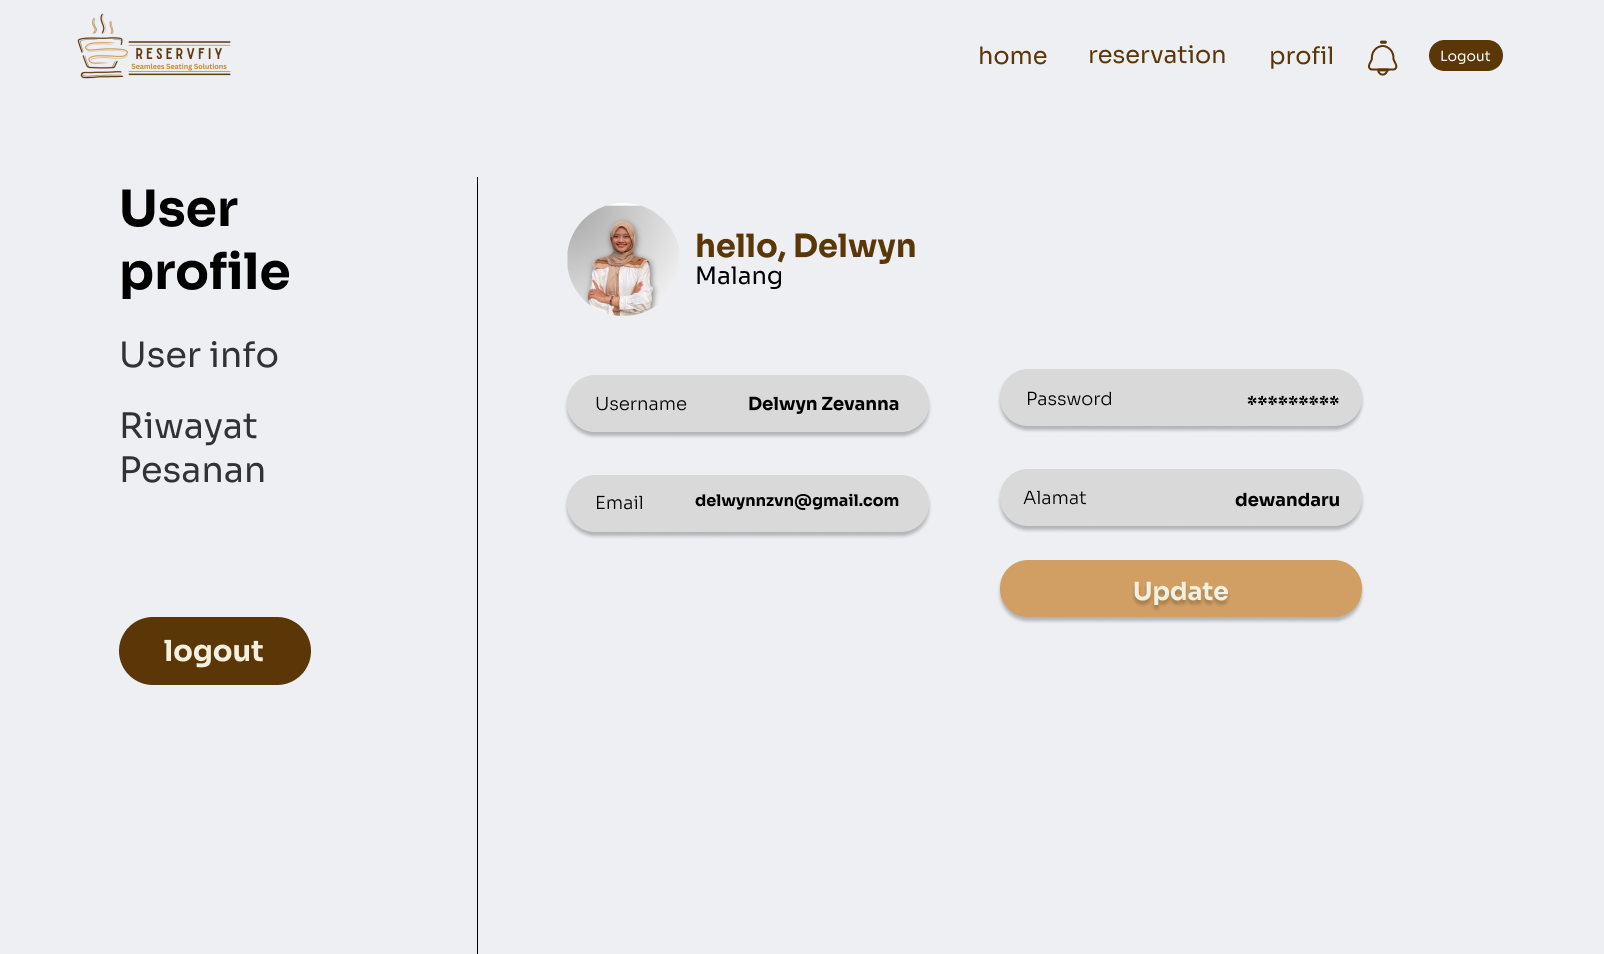 RESERVFIY
Seamlees Seating Solutions
home reservation profil Logout
User
profile
User info
Riwayat
Pesanan
logout
hello, Delwyn
Malang
Username Delwyn Zevanna
Password *********
Email delwynnzvn@gmail.com
Alamat dewandaru
Update